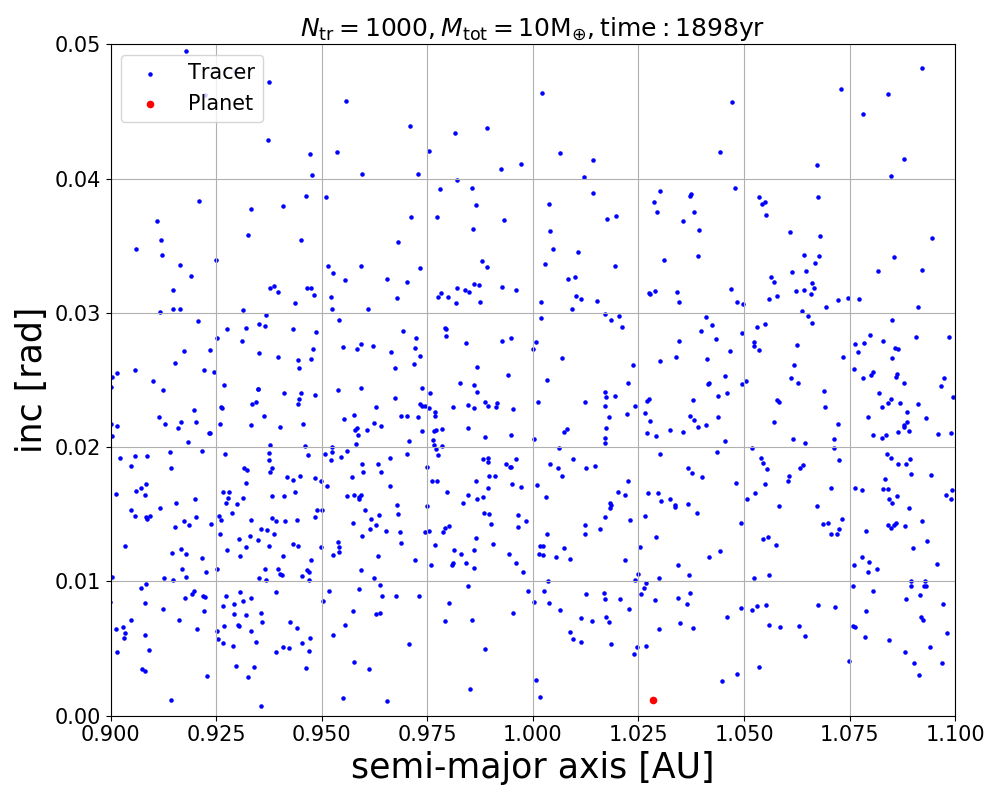 N_tr = 1000, M_tot = 10M_⊕, time : 1898yr
0.05
Tracer
Planet
0.04
0.03
inc [rad]
0.02
0.01
0.00
0.900 0.925 0.950 0.975 1.000 1.025 1.050 1.075 1.100
semi-major axis [AU]